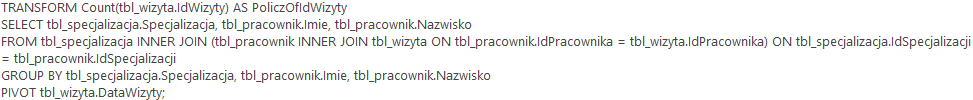 TRANSFORM Count(tbl_wizyta.IdWizyty) AS PoliczOfIdWizyty
SELECT tbl_specjalizacja.Specjalizacja, tbl_pracownik.Imie, tbl_pracownik.Nazwisko
FROM tbl_specjalizacja INNER JOIN (tbl_pracownik INNER JOIN tbl_wizyta ON tbl_pracownik.IdPracownika = tbl_wizyta.IdPracownika) ON tbl_specjalizacja.IdSpecjalizacji
= tbl_pracownik.IdSpecjalizacji
GROUP BY tbl_specjalizacja.Specjalizacja, tbl_pracownik.Imie, tbl_pracownik.Nazwisko
PIVOT tbl_wizyta.DataWizyty;